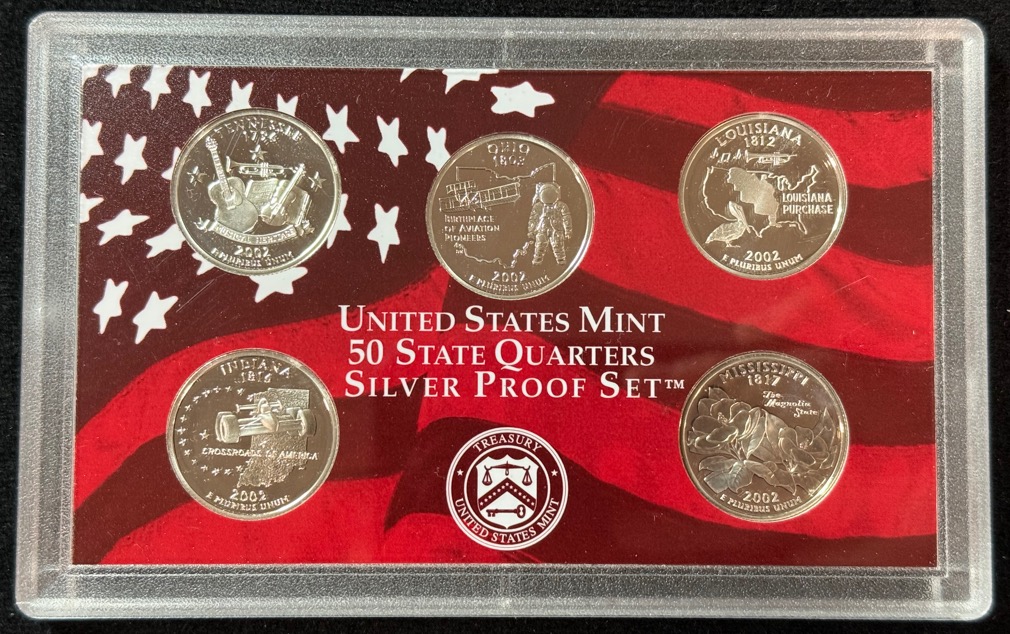 TENNESSEE
1796
MUSICAL HERITAGE
2002
E PLURIBUS UNUM
OHIO
1803
BIRTHPLACE
OF AVIATION
PIONEERS
2002
E PLURIBUS UNUM
LOUISIANA
1812
LOUISIANA
PURCHASE
2002
E PLURIBUS UNUM
UNITED STATES MINT
50 STATE QUARTERS
SILVER PROOF SET™
INDIANA
1816
CROSSROADS OF AMERICA
2002
E PLURIBUS UNUM
TREASURY
UNITED STATES MINT
MISSISSIPPI
1817
The
Magnolia
State
2002
E PLURIBUS UNUM